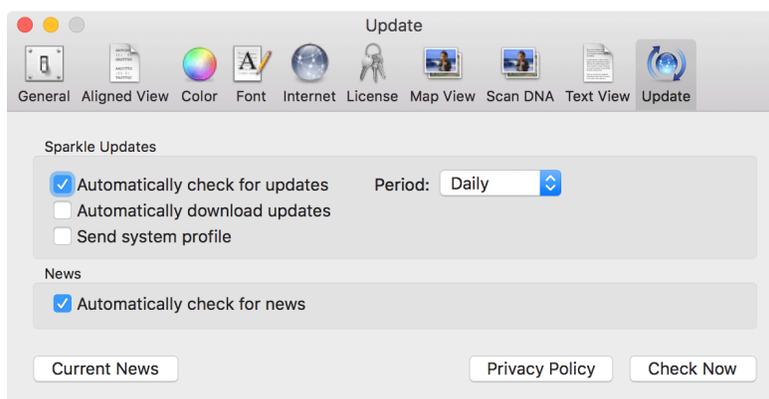 Update
General Aligned View Color Font Internet License Map View Scan DNA Text View Update
Sparkle Updates
Automatically check for updates Period: Daily
Automatically download updates
Send system profile
News
Automatically check for news
Current News Privacy Policy Check Now